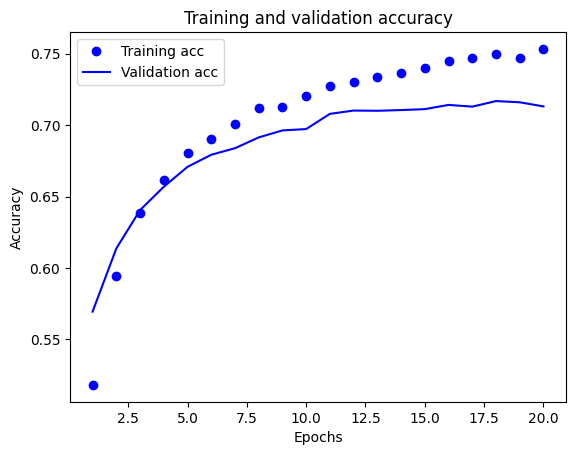 Training and validation accuracy
Training acc
Validation acc
0.75
0.70
0.65
0.60
0.55
Accuracy
2.5 5.0 7.5 10.0 12.5 15.0 17.5 20.0
Epochs